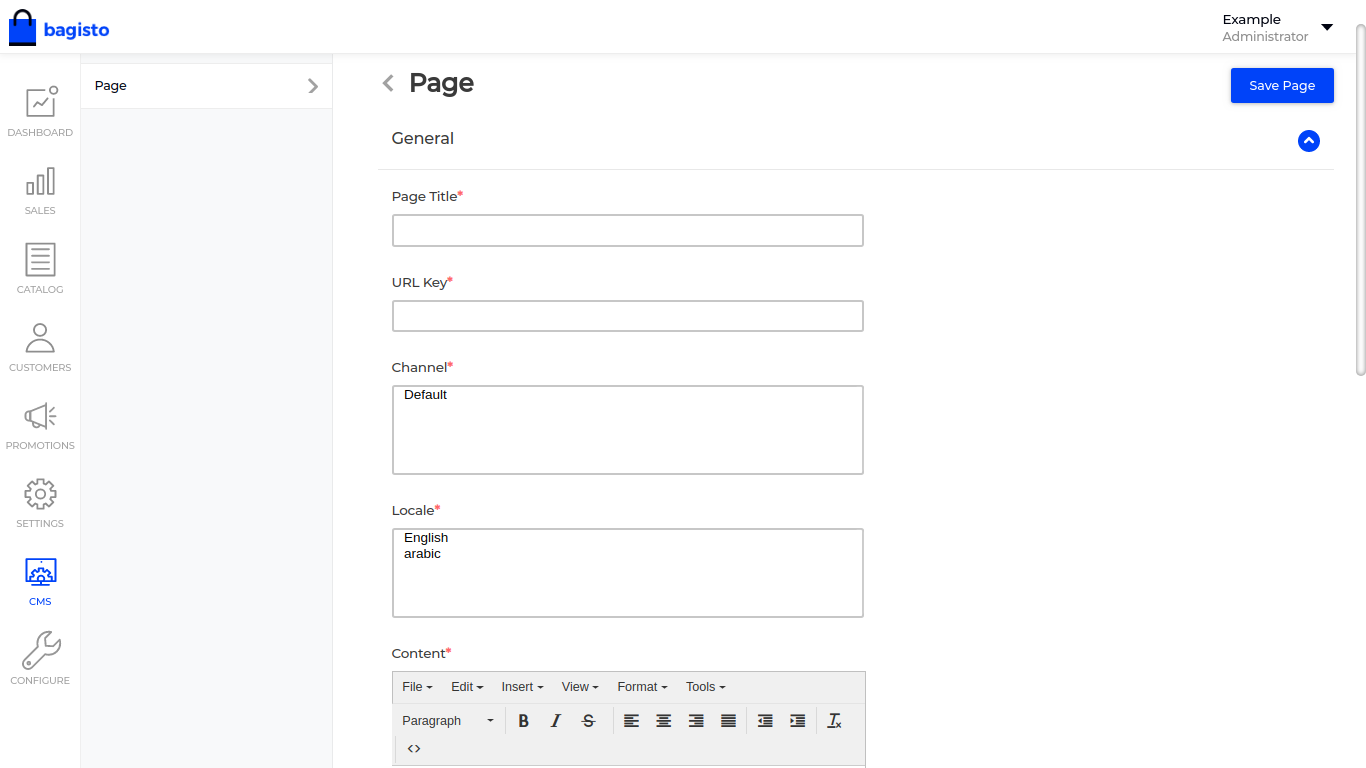 bagisto
Example
Administrator
DASHBOARD
SALES
CATALOG
CUSTOMERS
PROMOTIONS
SETTINGS
CMS
CONFIGURE
Page
Page
Save Page
General
Page Title*
URL Key*
Channel*
Default
Locale*
English
arabic
Content*
File Edit Insert View Format Tools
Paragraph B I S